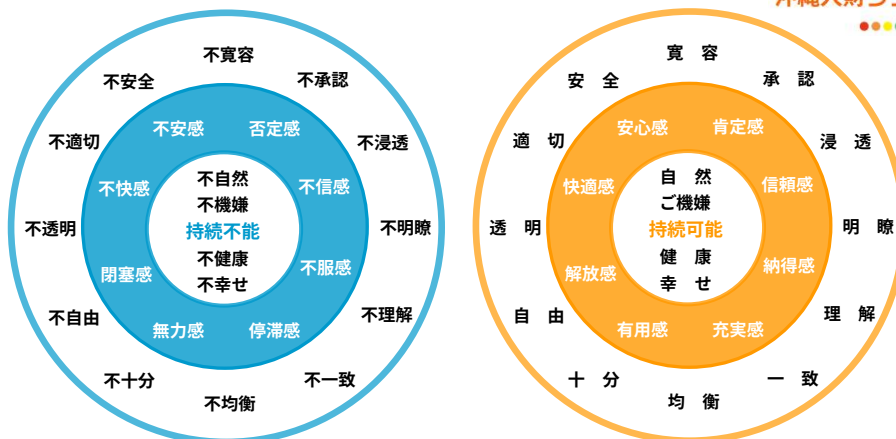 沖縄人財
不寛容
不安全
不承認
不適切
不浸透
不透明
不明瞭
不自由
不理解
不十分
不一致
不均衡
不安感
否定感
不快感
不信感
閉塞感
不服感
無力感
停滞感
不自然
不機嫌
持続不能
不健康
不幸せ
寛 容
安 全
承 認
適 切
浸 透
透 明
明 瞭
自 由
理 解
十 分
一 致
均 衡
安心感
肯定感
快適感
信頼感
解放感
納得感
有用感
充実感
自 然
ご機嫌
持続可能
健 康
幸 せ